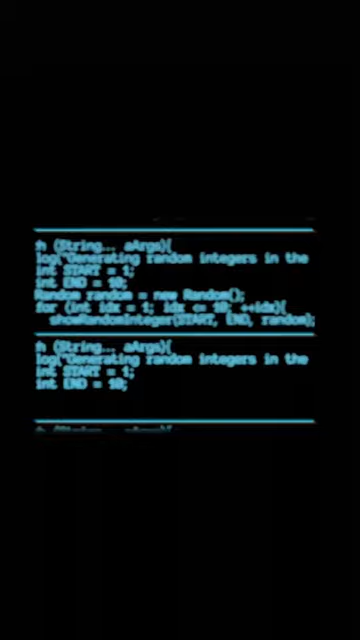 n (String... aArgs){
log("Generating random integers in the
int START = 1;
int END = 10;
Random random = new Random();
for (int idx = 1; idx <= 10; ++idx){
showRandomInteger(START, END, random);
n (String... aArgs){
log("Generating random integers in the
int START = 1;
int END = 10;